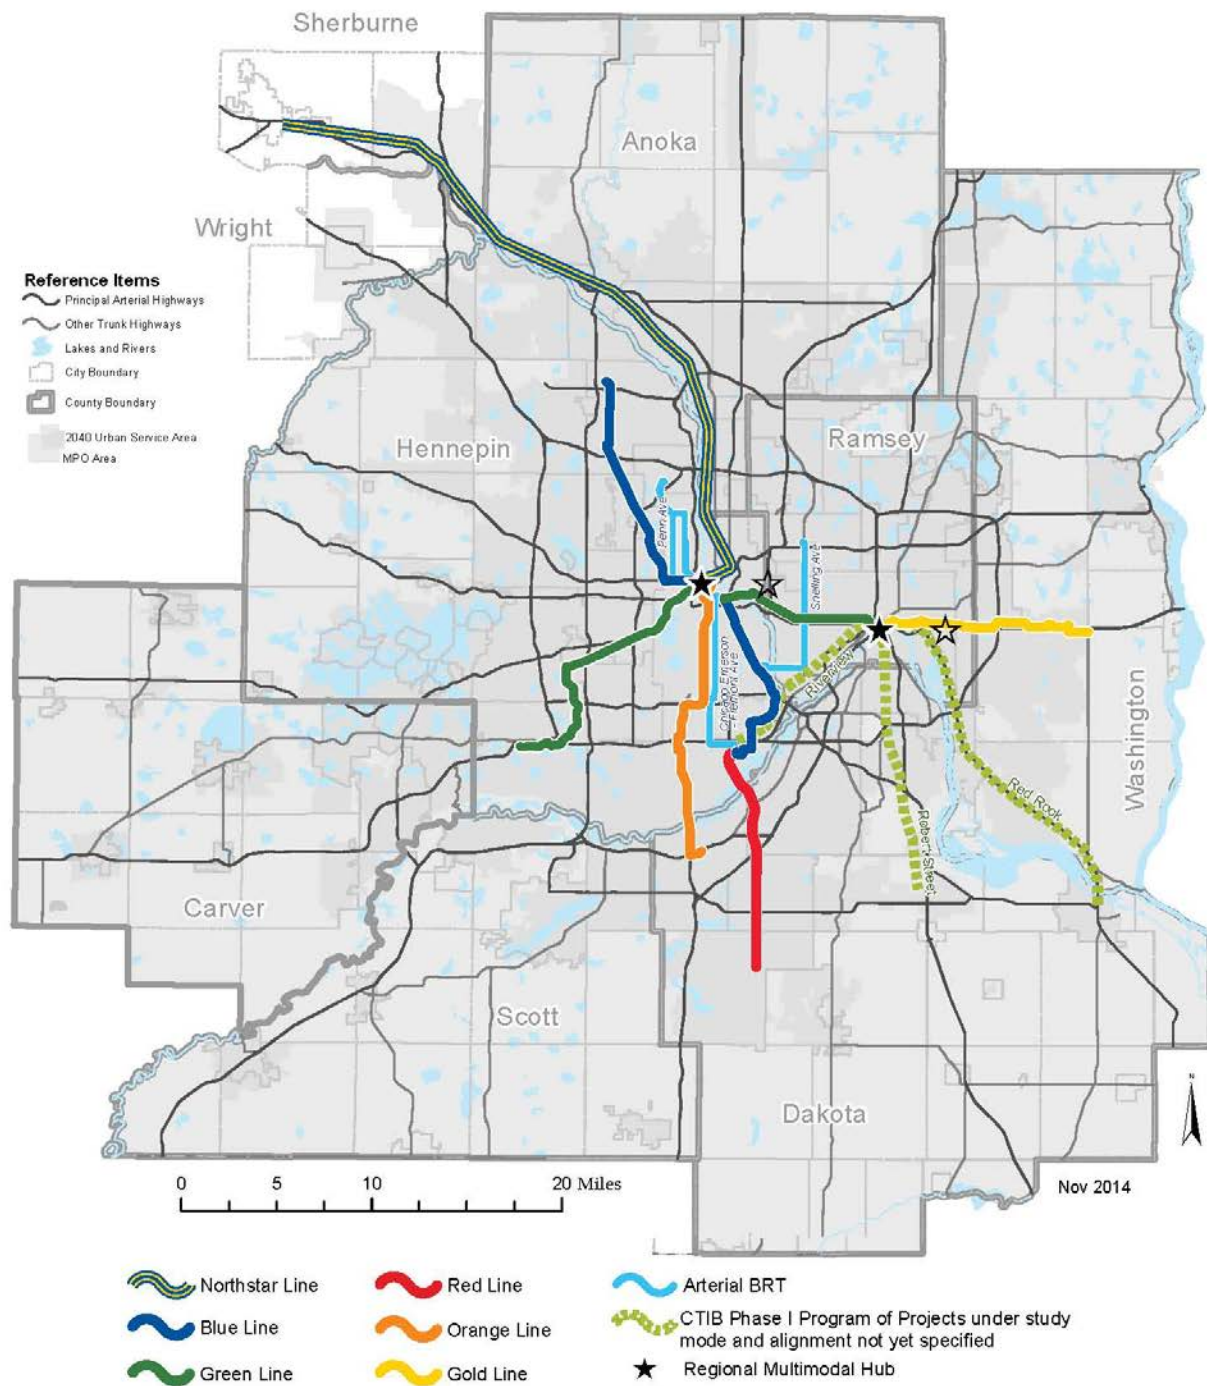 Sherburne
Anoka
Wright
Reference Items
Principal Arterial Highways
Other Trunk Highways
Lakes and Rivers
City Boundary
County Boundary
2040 Urban Service Area
MPO Area
Hennepin
Ramsey
Penn Ave
Snelling Ave
Chicago Emerson
- Fremont Ave
Riverview
Washington
Red Rock
Robert Street
Carver
Scott
Dakota
N
0 5 10 20 Miles
Nov 2014
Northstar Line
Red Line
Arterial BRT
Blue Line
Orange Line
CTIB Phase I Program of Projects under study
mode and alignment not yet specified
Green Line
Gold Line
Regional Multimodal Hub